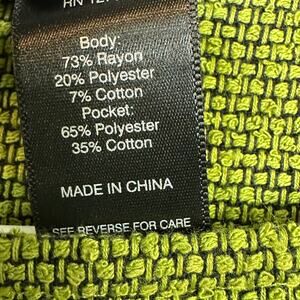 Body:
73% Rayon
20% Polyester
7% Cotton
Pocket:
65% Polyester
35% Cotton
MADE IN CHINA
SEE REVERSE FOR CARE